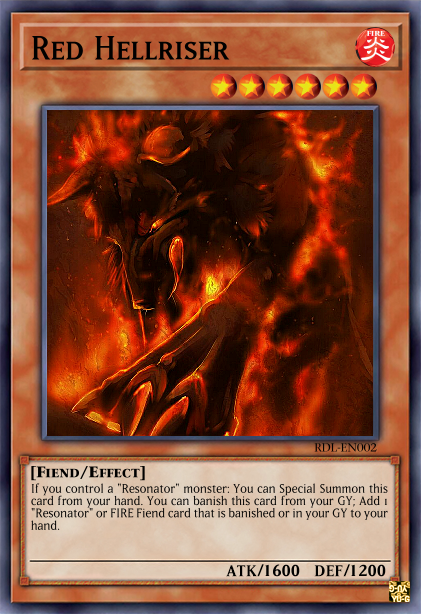 Red Hellriser
FIRE
炎
RDL-EN002
[Fiend/Effect]
If you control a "Resonator" monster: You can Special Summon this
card from your hand. You can banish this card from your GY; Add 1
"Resonator" or FIRE Fiend card that is banished or in your GY to your
hand.
ATK/1600 DEF/1200